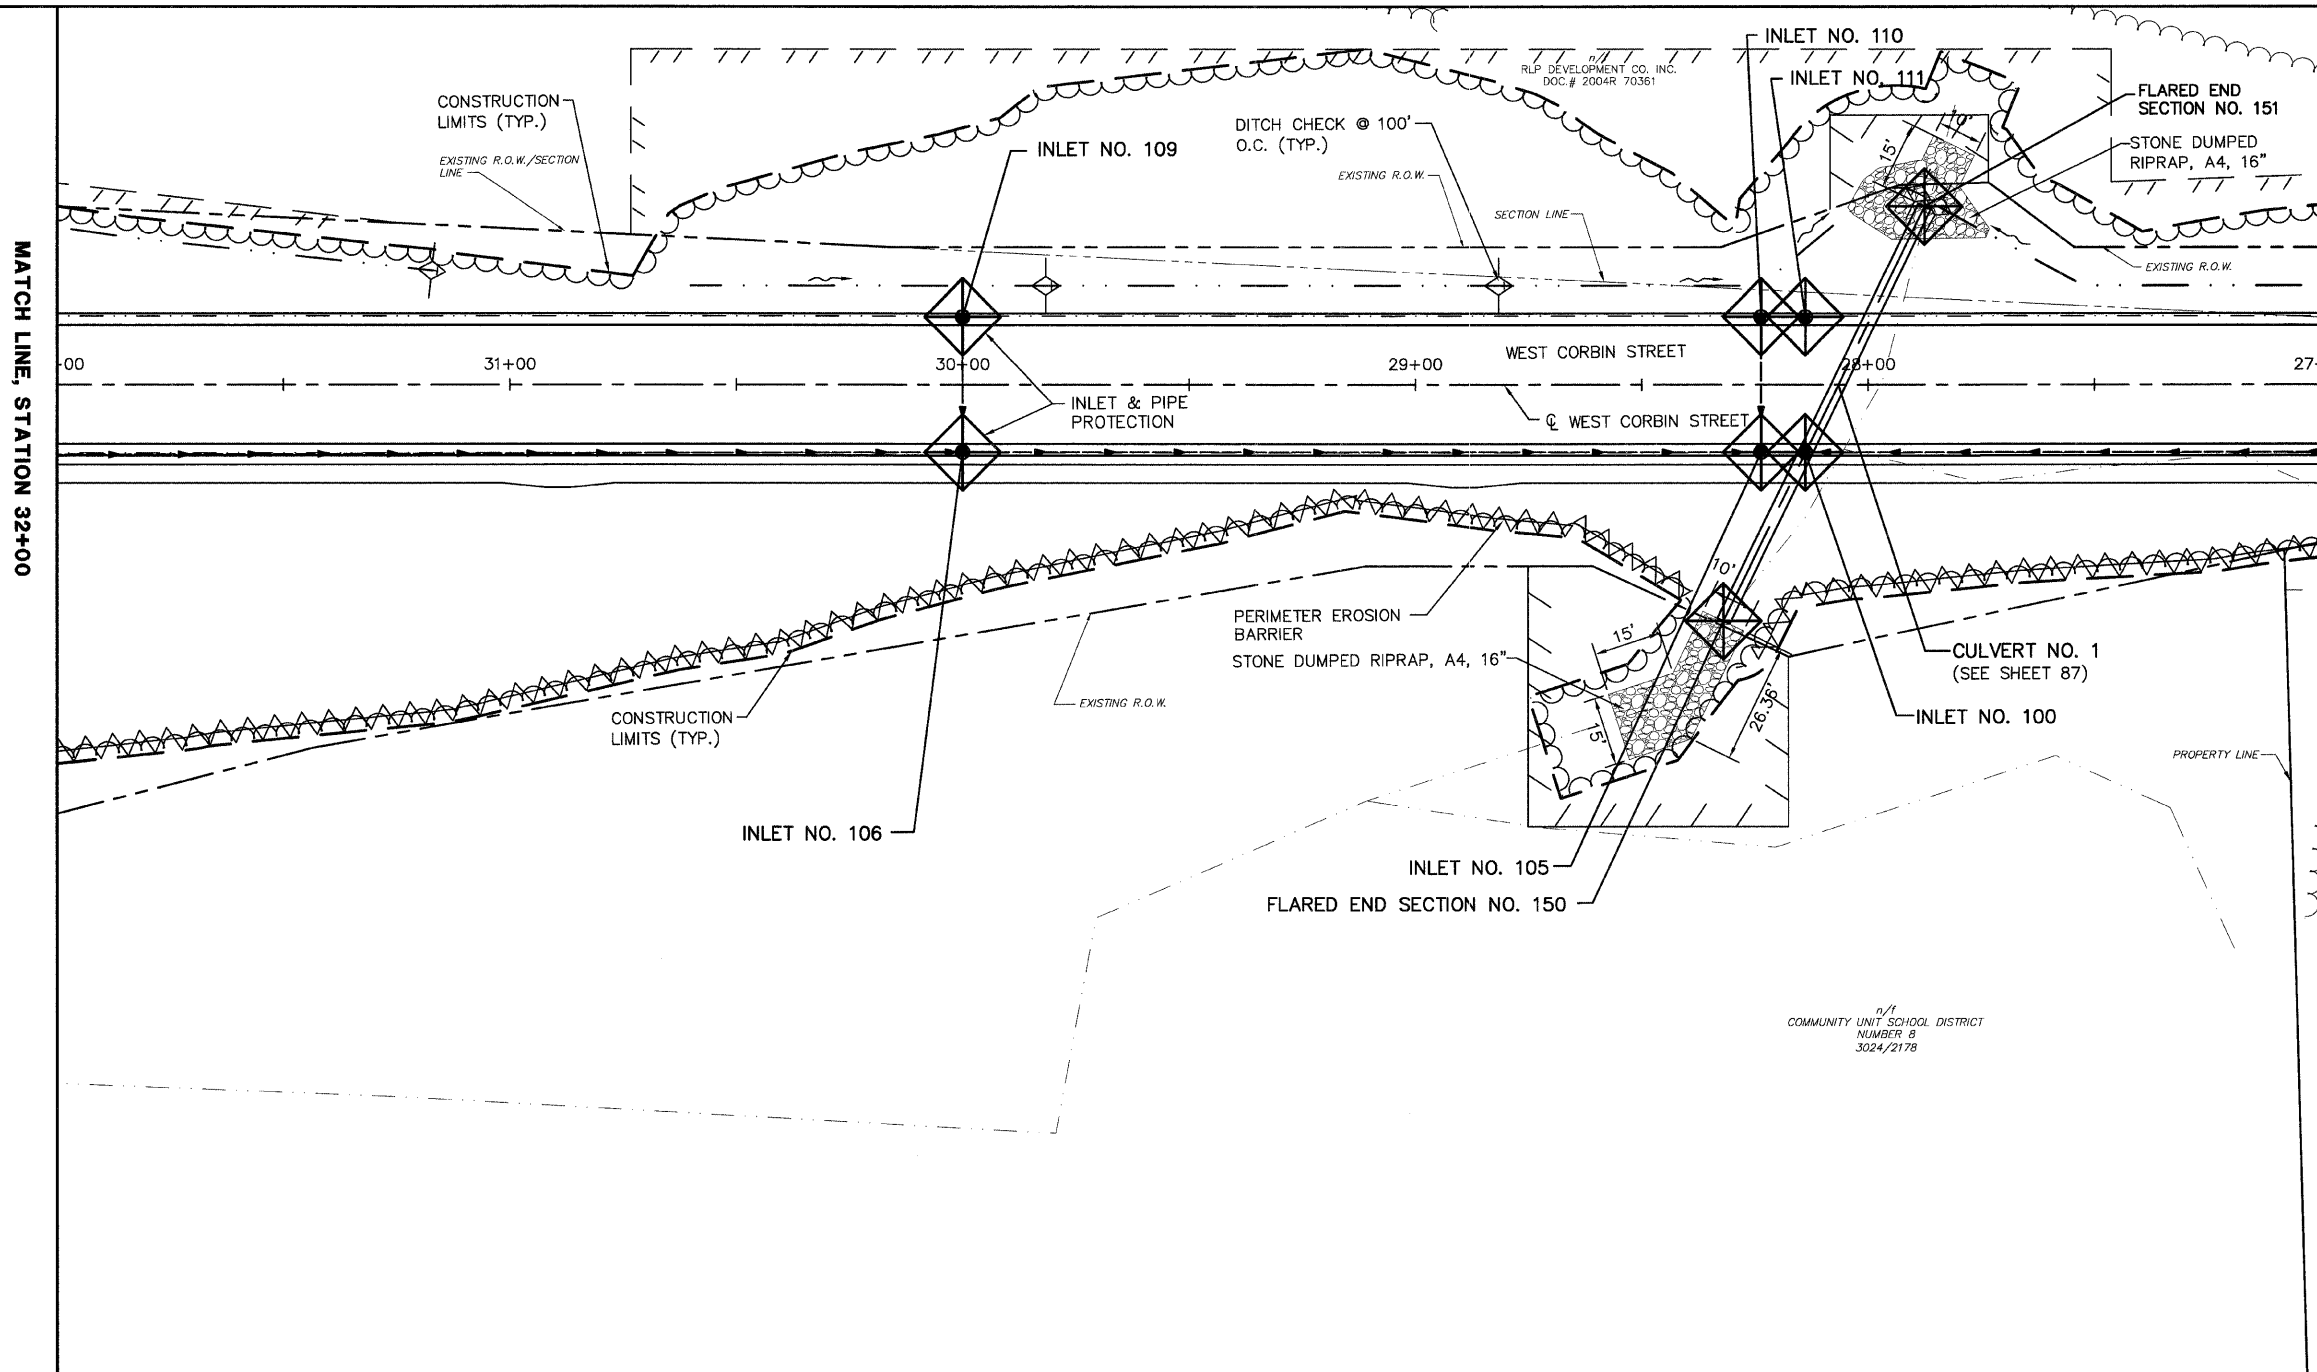 INLET NO. 110
n/f
RLP DEVELOPMENT CO. INC.
DOC.# 2004R 70361
INLET NO. 111
FLARED END
SECTION NO. 151
CONSTRUCTION
LIMITS (TYP.)
EXISTING R.O.W./SECTION
LINE
INLET NO. 109
DITCH CHECK @ 100'
O.C. (TYP.)
EXISTING R.O.W.
SECTION LINE
15'
10'
STONE DUMPED
RIPRAP, A4, 16"
EXISTING R.O.W.
MATCH LINE, STATION 32+00
+00
31+00
30+00
29+00
28+00
27+
WEST CORBIN STREET
INLET & PIPE
PROTECTION
℄ WEST CORBIN STREET
10'
15'
PERIMETER EROSION
BARRIER
STONE DUMPED RIPRAP, A4, 16"
CULVERT NO. 1
(SEE SHEET 87)
EXISTING R.O.W.
CONSTRUCTION
LIMITS (TYP.)
15'
26.36'
INLET NO. 100
PROPERTY LINE
INLET NO. 106
INLET NO. 105
FLARED END SECTION NO. 150
n/f
COMMUNITY UNIT SCHOOL DISTRICT
NUMBER 8
3024/2178